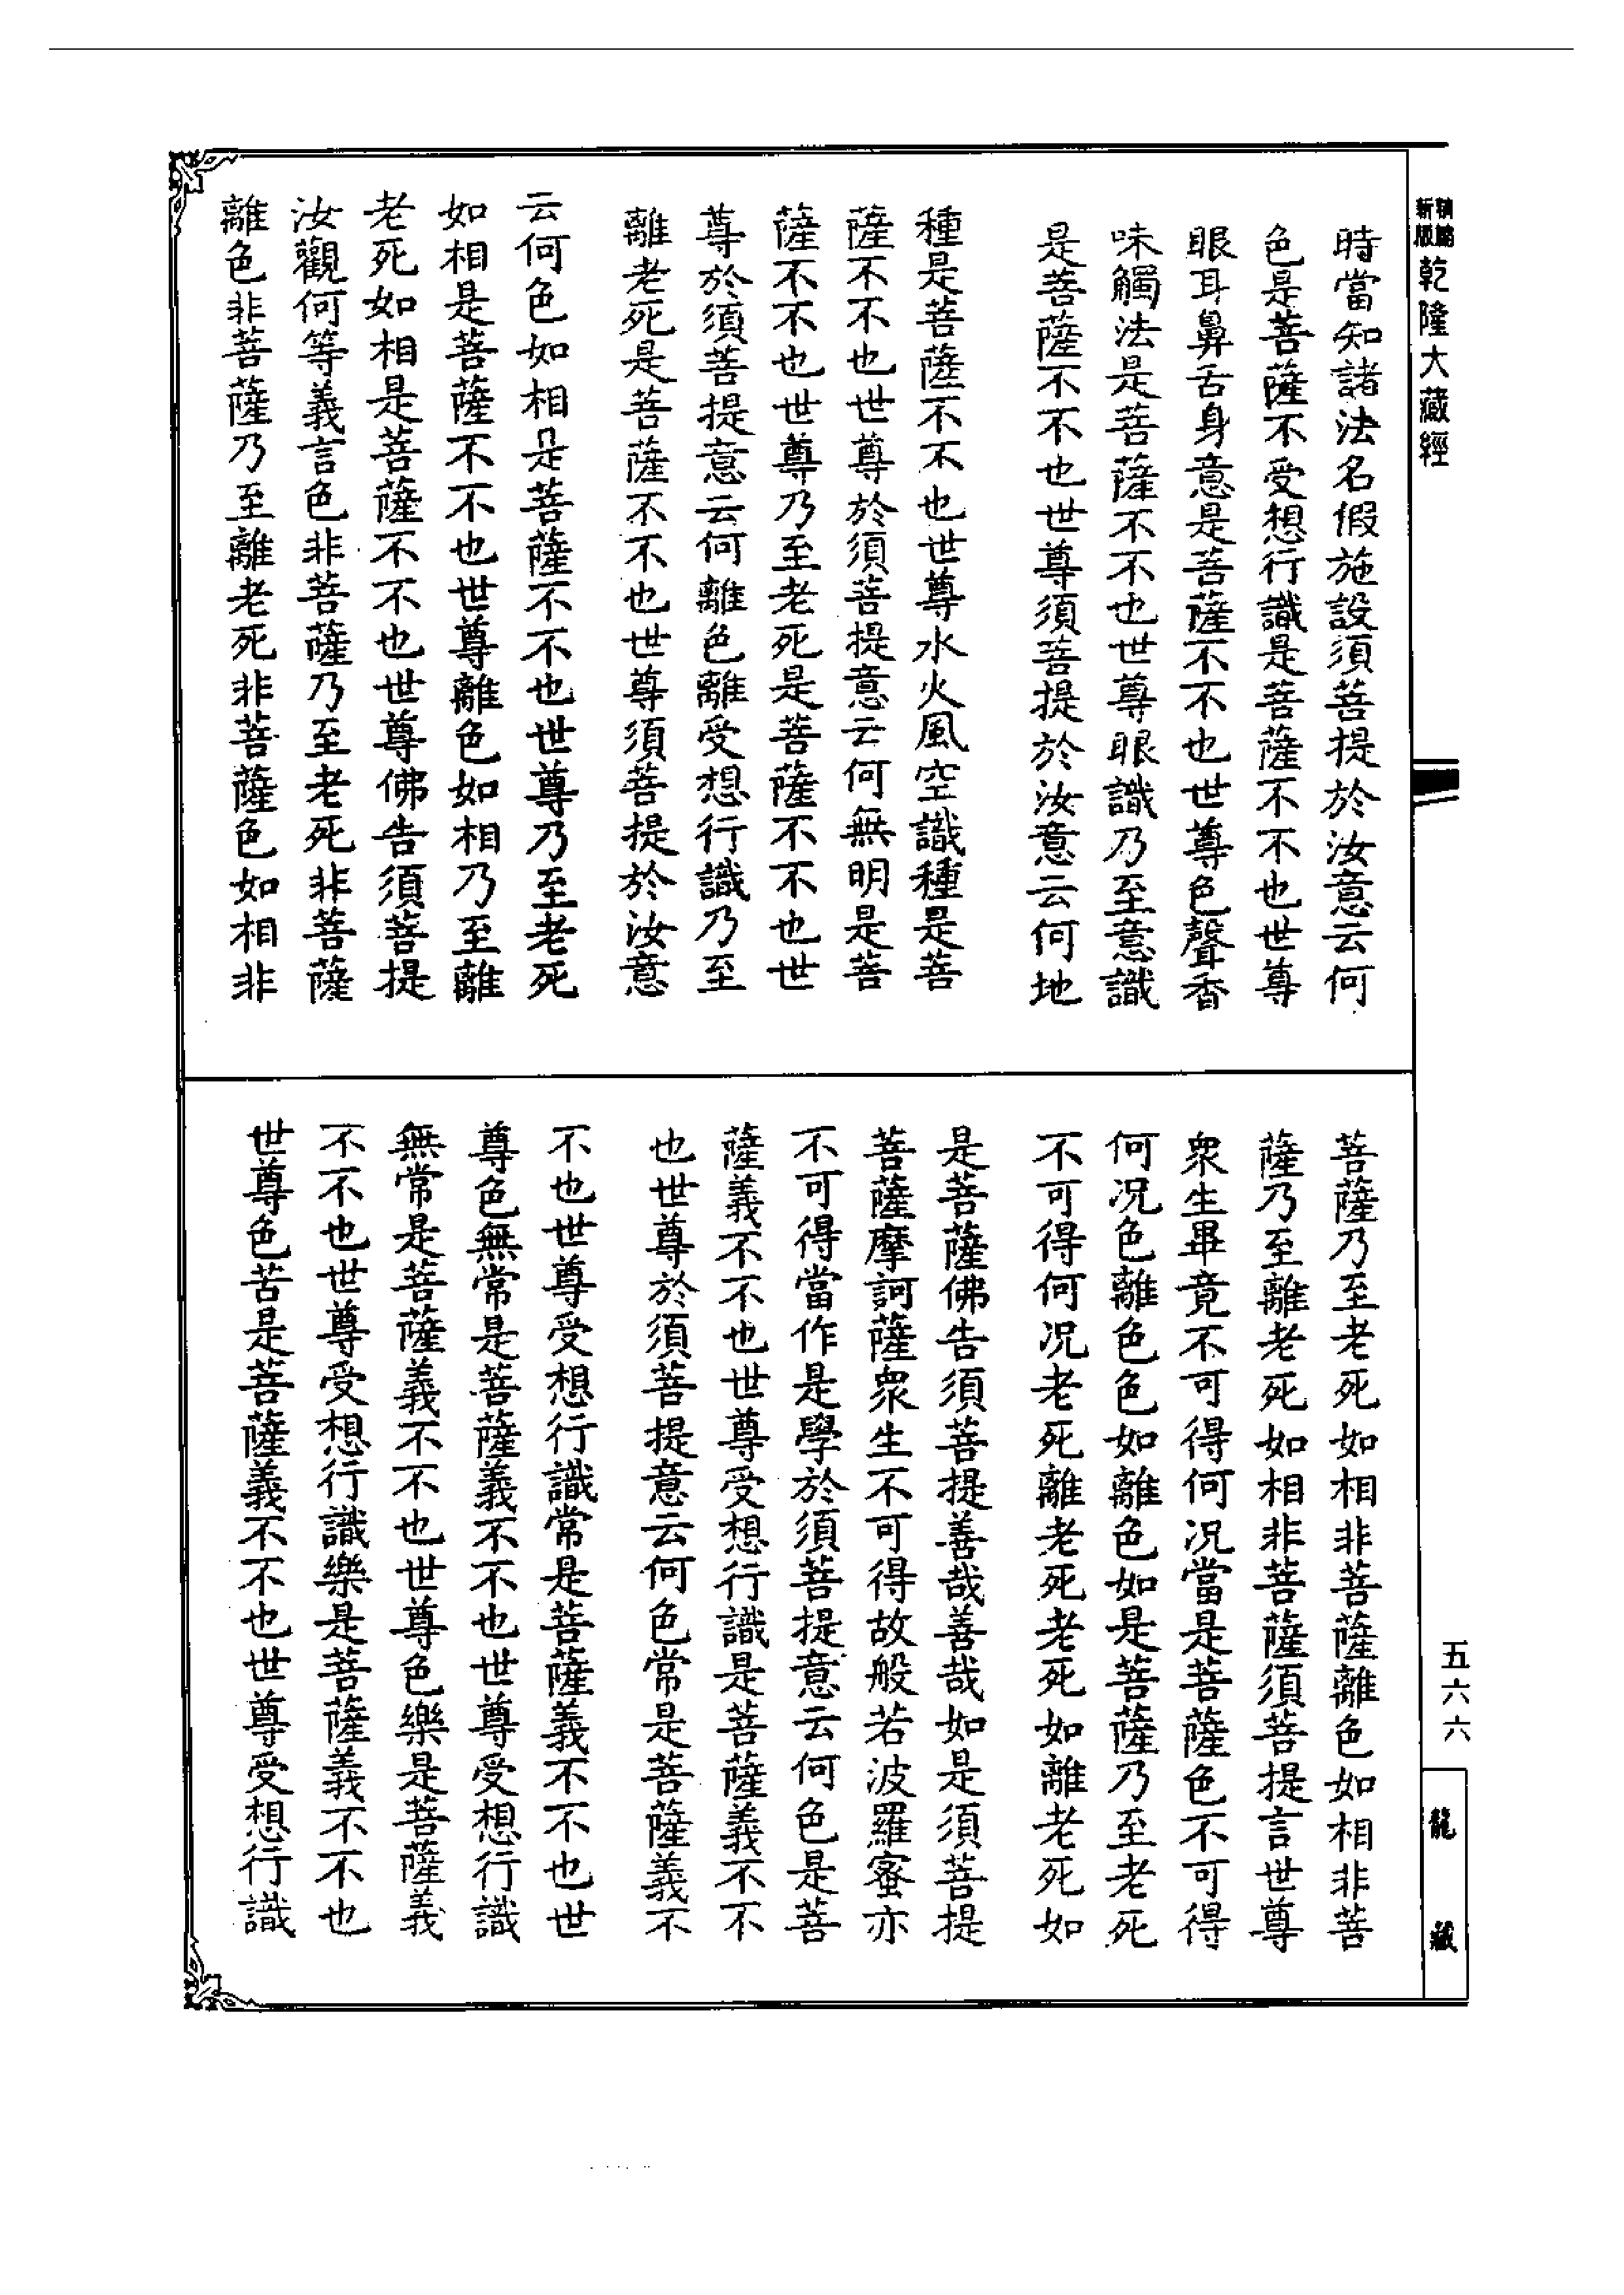 精縮
新版
乾隆大藏經
時當知諸法名假施設須菩提於汝意云何
色是菩薩不受想行識是菩薩不不也世尊
眼耳鼻舌身意是菩薩不不也世尊色聲香
味觸法是菩薩不不也世尊眼識乃至意識
是菩薩不不也世尊須菩提於汝意云何地
種是菩薩不不也世尊水火風空識種是菩
薩不不也世尊於須菩提意云何無明是菩
薩不不也世尊乃至老死是菩薩不不也世
尊於須菩提意云何離色離受想行識乃至
離老死是菩薩不不也世尊須菩提於汝意
云何色如相是菩薩不不也世尊乃至老死
如相是菩薩不不也世尊離色如相乃至離
老死如相是菩薩不不也世尊佛告須菩提
汝觀何等義言色非菩薩乃至老死非菩薩
離色非菩薩乃至離老死非菩薩色如相非
菩薩乃至老死如相非菩薩離色如相非菩
薩乃至離老死如相非菩薩須菩提言世尊
衆生畢竟不可得何况當是菩薩色不可得
何况色離色色如離色如是菩薩乃至老死
不可得何况老死離老死老死如離老死如
是菩薩佛告須菩提善哉善哉如是須菩提
菩薩摩訶薩衆生不可得故般若波羅蜜亦
不可得當作是學於須菩提意云何色是菩
薩義不不也世尊受想行識是菩薩義不不
也世尊於須菩提意云何色常是菩薩義不
不也世尊受想行識常是菩薩義不不也世
尊色無常是菩薩義不不也世尊受想行識
無常是菩薩義不不也世尊色樂是菩薩義
不不也世尊受想行識樂是菩薩義不不也
世尊色苦是菩薩義不不也世尊受想行識
五六六
龍藏